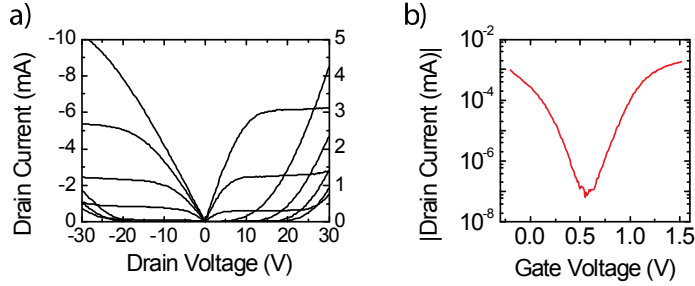 a)
Drain Current (mA)
-10
-8
-6
-4
-2
0
5
4
3
2
1
0
-30 -20 -10 0 10 20 30
Drain Voltage (V)
b)
|Drain Current (mA)|
10-2
10-4
10-6
10-8
0.0 0.5 1.0 1.5
Gate Voltage (V)